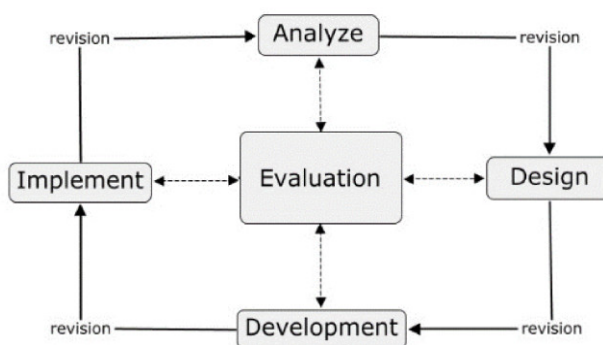 revision
Analyze
revision
Implement
Evaluation
Design
revision
Development
revision